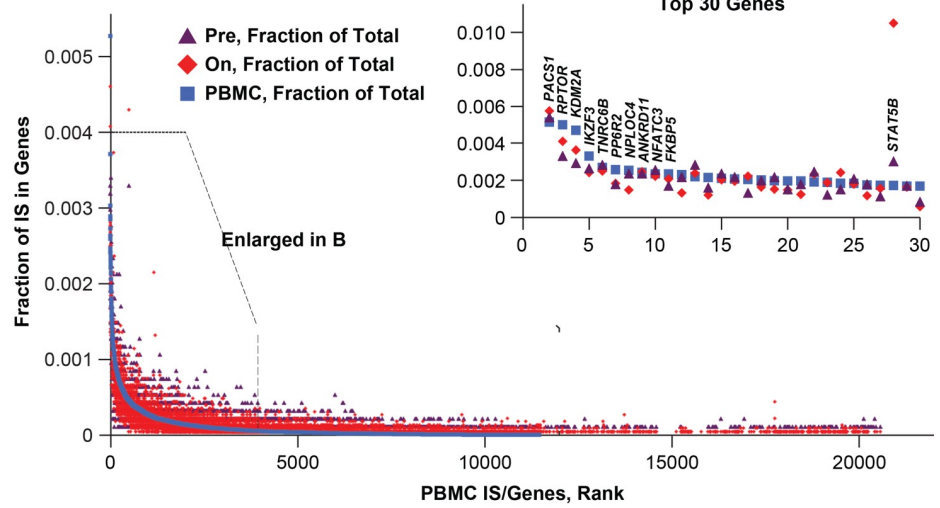 Top 30 Genes
Pre, Fraction of Total
On, Fraction of Total
PBMC, Fraction of Total
0.005
0.004
0.003
0.002
0.001
0
Fraction of IS in Genes
Enlarged in B
0 5000 10000 15000 20000
PBMC IS/Genes, Rank
0.010
0.008
0.006
0.004
0.002
0
PACS1
RPTOR
KDM2A
IKZF3
TNRC6B
PP6R2
NPLOC4
ANKRD11
NFATC3
FKBP5
STAT5B
0 5 10 15 20 25 30